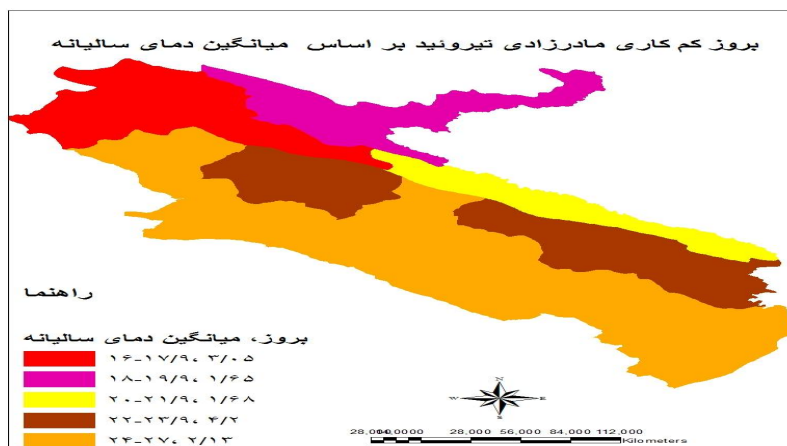 بروز کم کاری مادرزادی تیروئید بر اساس میانگین دمای سالیانه
راهنما
بروز، میانگین دمای سالیانه
۱۶-۱۷/۹، ۳/۰۵
۱۸-۱۹/۹، ۱/۶۵
۲۰-۲۱/۹، ۱/۶۸
۲۲-۲۳/۹، ۴/۲
۲۴-۲۷، ۲/۱۳
N
W E
S
28,000 56,000 84,000 112,000
Kilometers